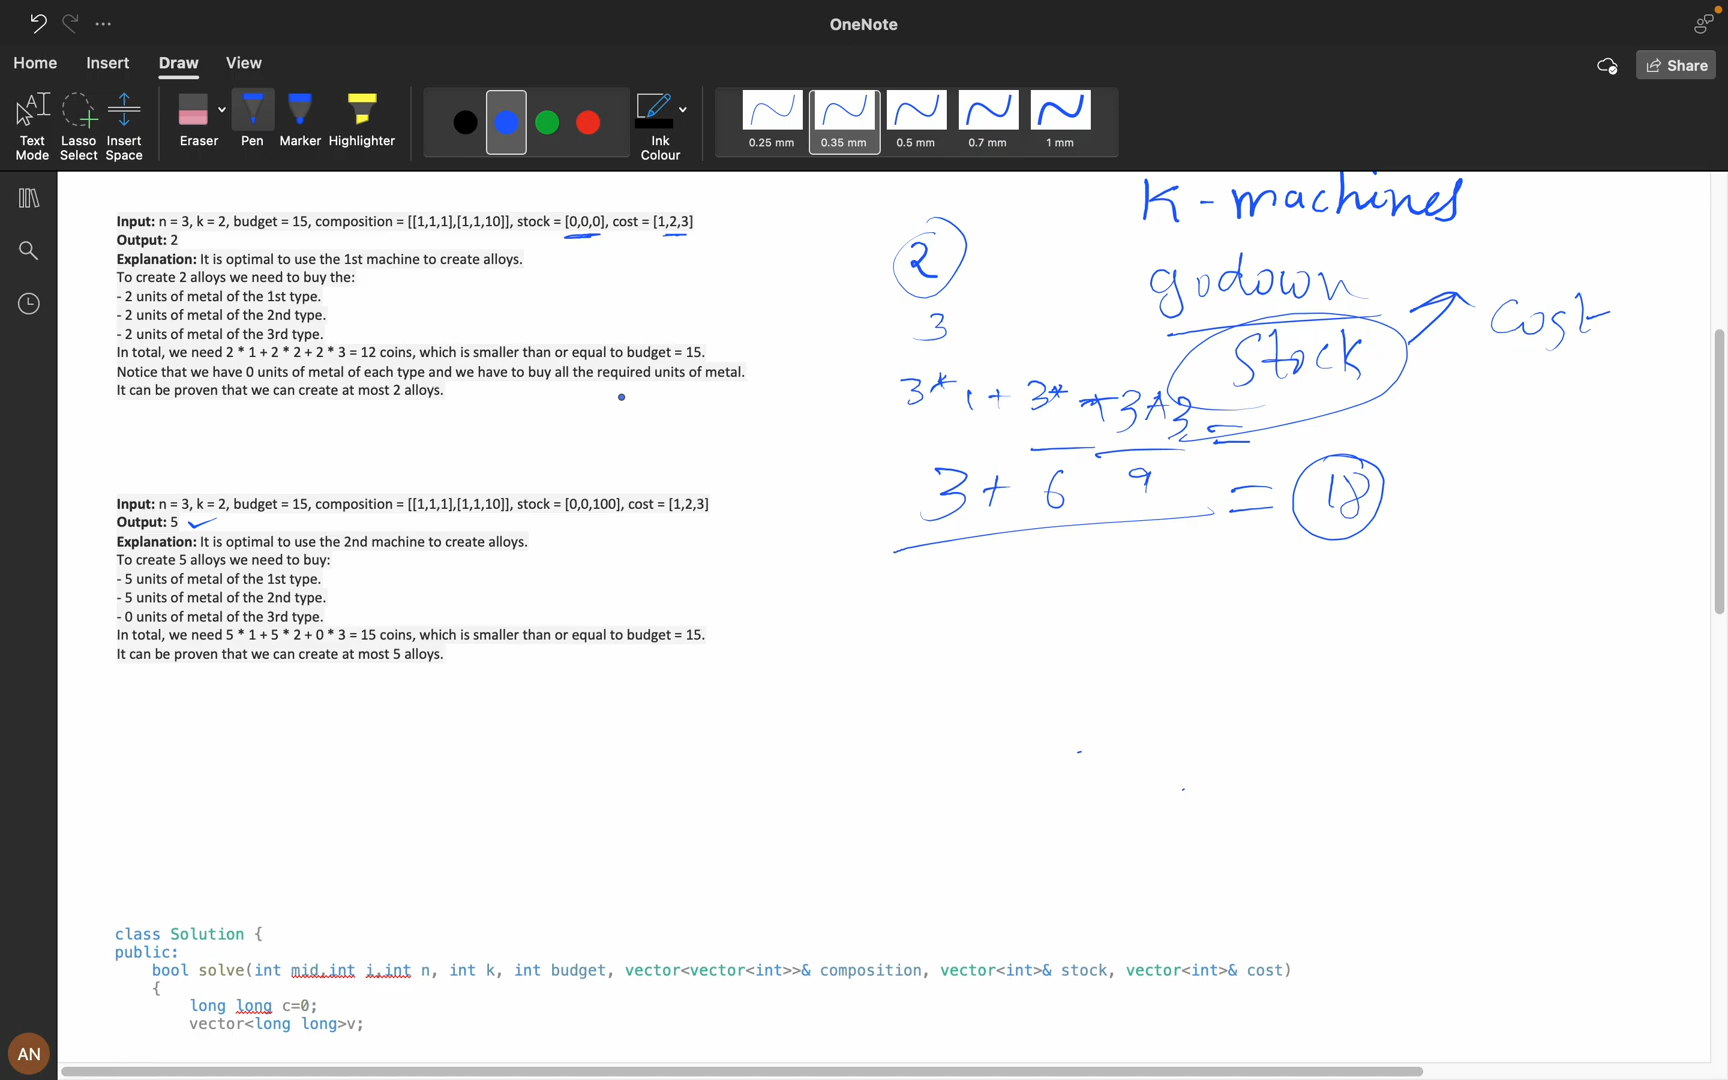 OneNote
Home Insert Draw View
Share
Text Mode
Lasso Select
Insert Space
Eraser
Pen
Marker
Highlighter
Ink Colour
0.25 mm
0.35 mm
0.5 mm
0.7 mm
1 mm
Input: n = 3, k = 2, budget = 15, composition = [[1,1,1],[1,1,10]], stock = [0,0,0], cost = [1,2,3]
Output: 2
Explanation: It is optimal to use the 1st machine to create alloys.
To create 2 alloys we need to buy the:
- 2 units of metal of the 1st type.
- 2 units of metal of the 2nd type.
- 2 units of metal of the 3rd type.
In total, we need 2 * 1 + 2 * 2 + 2 * 3 = 12 coins, which is smaller than or equal to budget = 15.
Notice that we have 0 units of metal of each type and we have to buy all the required units of metal.
It can be proven that we can create at most 2 alloys.
Input: n = 3, k = 2, budget = 15, composition = [[1,1,1],[1,1,10]], stock = [0,0,100], cost = [1,2,3]
Output: 5
Explanation: It is optimal to use the 2nd machine to create alloys.
To create 5 alloys we need to buy:
- 5 units of metal of the 1st type.
- 5 units of metal of the 2nd type.
- 0 units of metal of the 3rd type.
In total, we need 5 * 1 + 5 * 2 + 0 * 3 = 15 coins, which is smaller than or equal to budget = 15.
It can be proven that we can create at most 5 alloys.
K - machines
godown
Stock
Cost
2
3
3 + 6 9 = 18
class Solution {
public:
bool solve(int mid,int i,int n, int k, int budget, vector<vector<int>>& composition, vector<int>& stock, vector<int>& cost)
{
long long c=0;
vector<long long>v;
AN